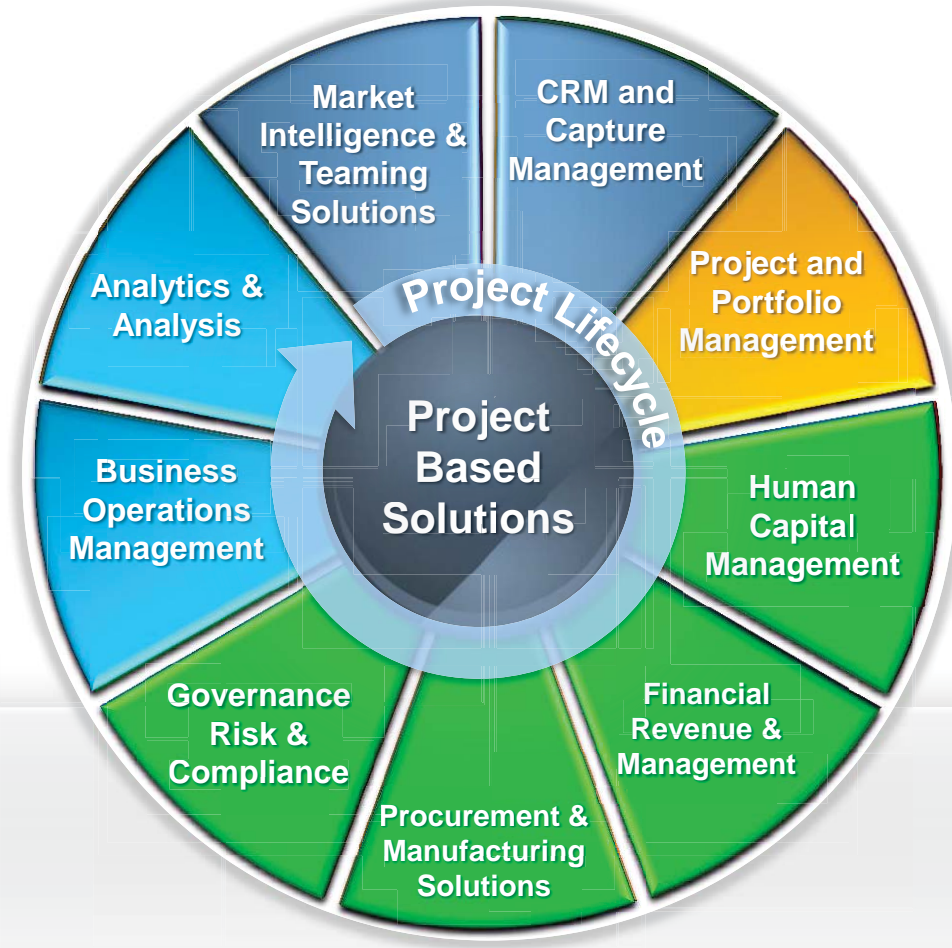 Market
Intelligence &
Teaming
Solutions
CRM and
Capture
Management
Project and
Portfolio
Management
Human
Capital
Management
Financial
Revenue &
Management
Procurement &
Manufacturing
Solutions
Governance
Risk &
Compliance
Business
Operations
Management
Analytics &
Analysis
Project Lifecycle
Project
Based
Solutions